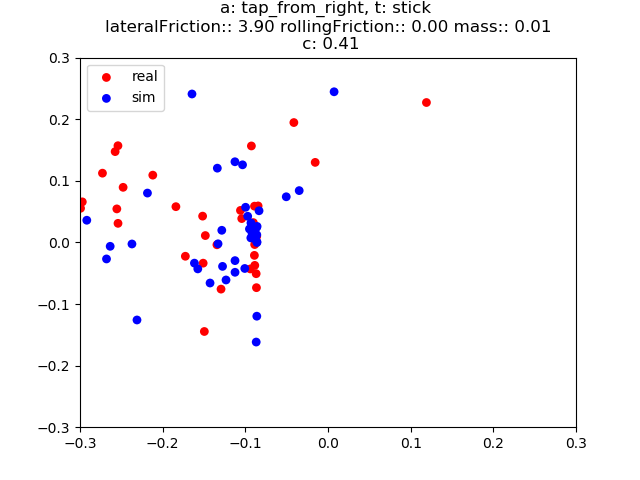 a: tap_from_right, t: stick
lateralFriction:: 3.90 rollingFriction:: 0.00 mass:: 0.01
c: 0.41
real
sim
0.3
0.2
0.1
0.0
−0.1
−0.2
−0.3
−0.3 −0.2 −0.1 0.0 0.1 0.2 0.3